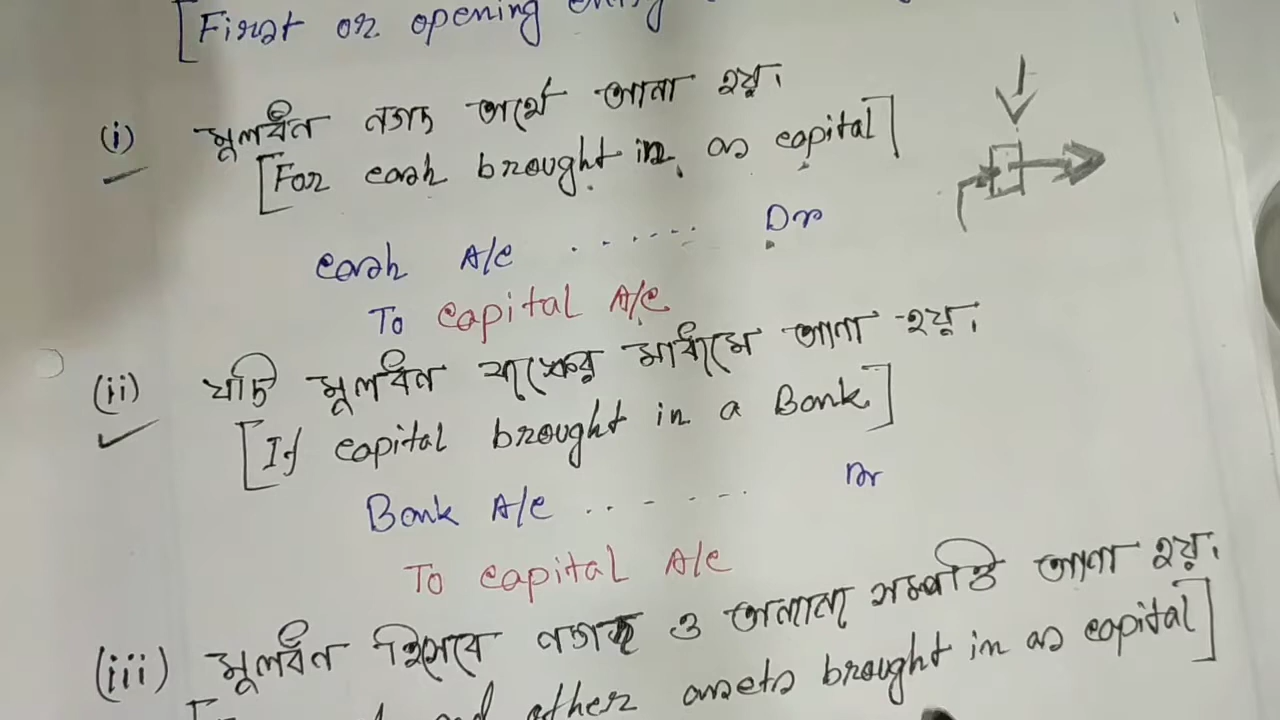 [First or opening entry
(i) মূলধন নগদ অর্থে আনা হয়।
[For cash brought in, as capital]
cash A/c ....... Dr
To capital A/c
(ii) যদি মূলধন ব্যাঙ্কের মাধ্যমে আনা হয়।
[If capital brought in a Bank]
Bank A/c ....... Dr
To capital A/c
(iii) মূলধন হিসেবে নগদ ও অন্যান্য সম্পত্তি আনা হয়।
and other assets brought in as capital]